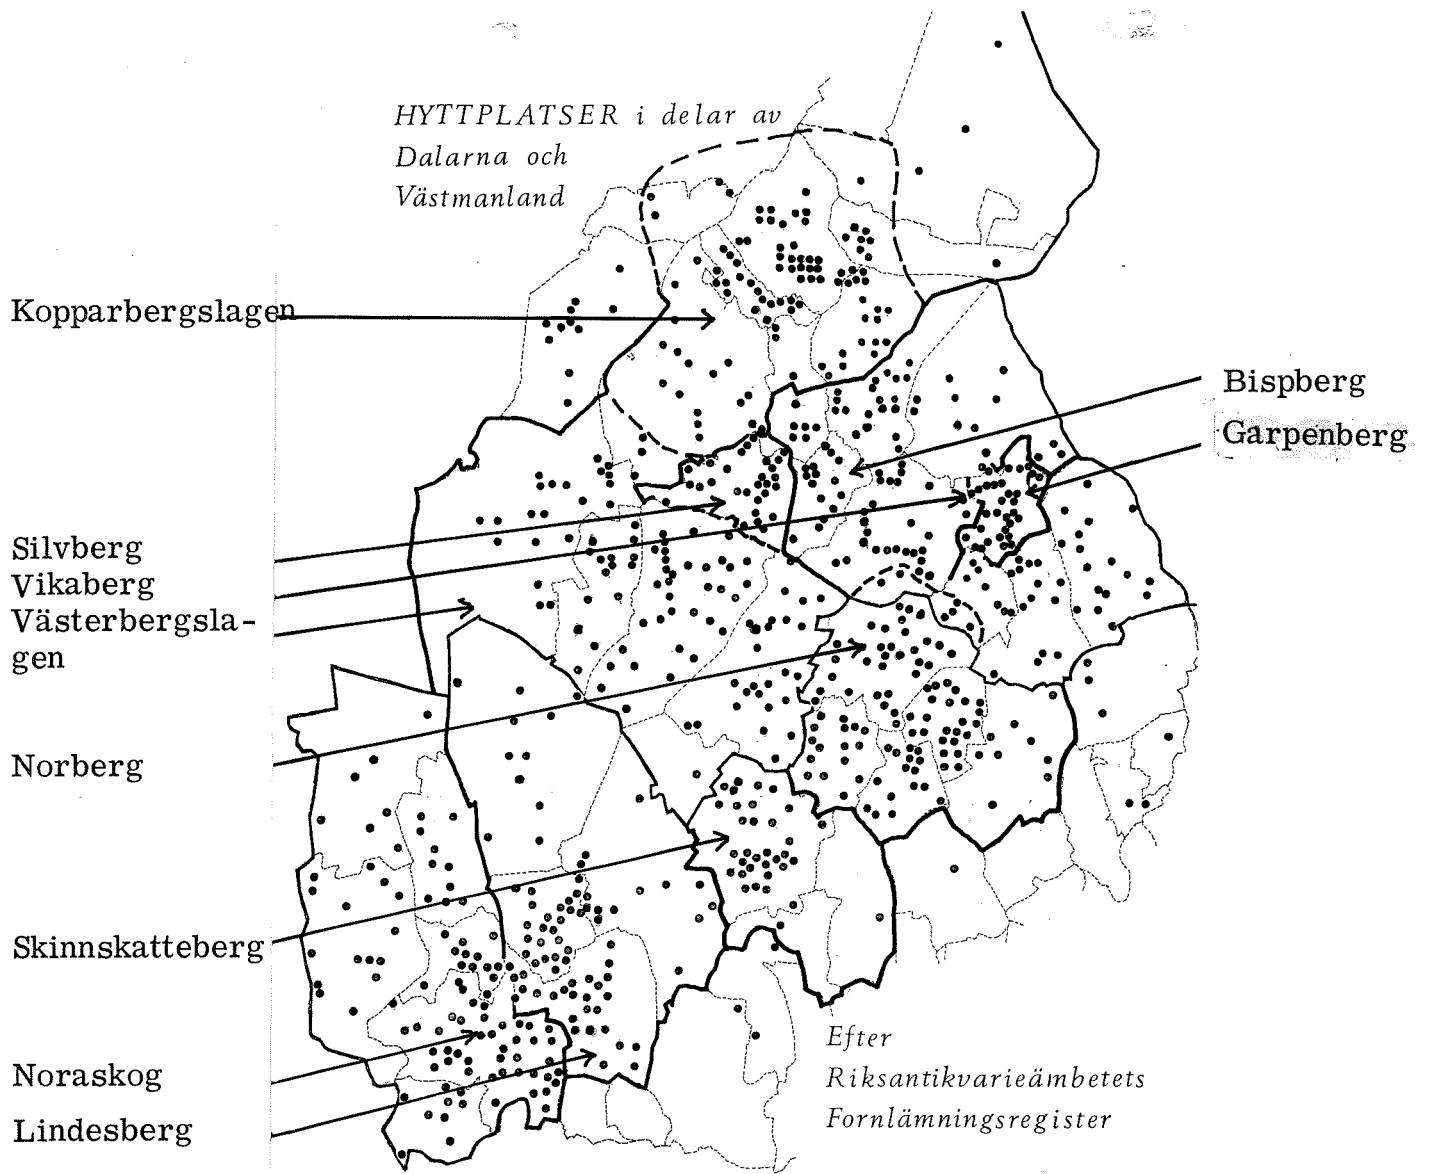 HYTTPLATSER i delar av
Dalarna och
Västmanland
Kopparbergslagen
Bispberg
Garpenberg
Silvberg
Vikaberg
Västerbergsla-
gen
Norberg
Skinnskatteberg
Noraskog
Lindesberg
Efter
Riksantikvarieämbetets
Fornlämningsregister